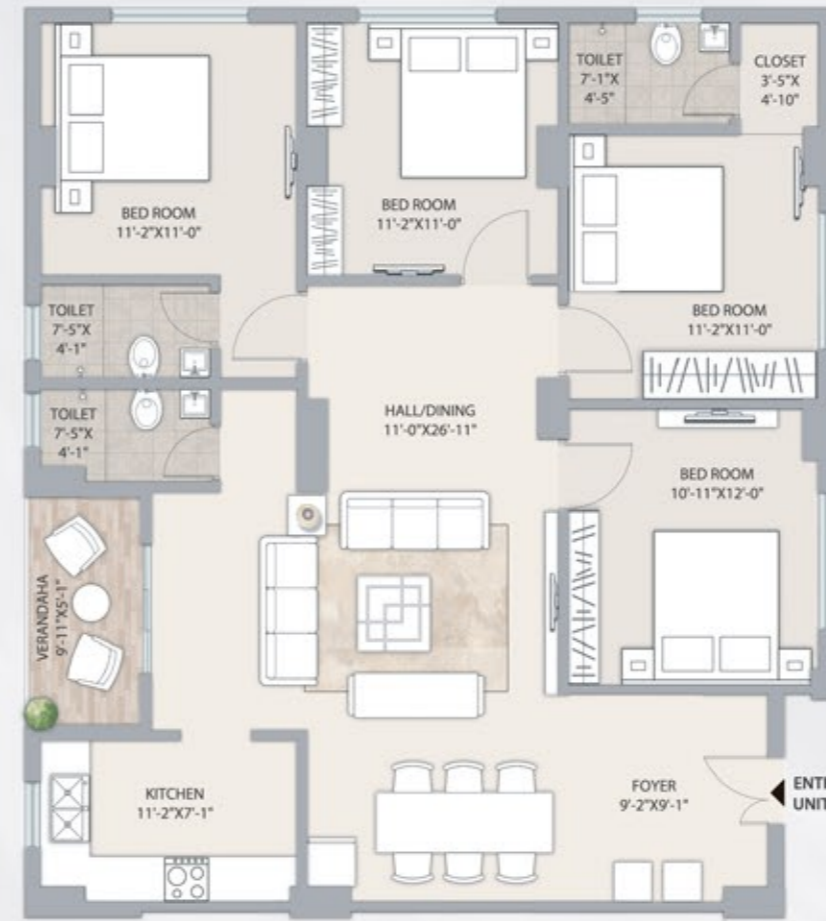 TOILET
7'-1"X
4'-5"
CLOSET
3'-5"X
4'-10"
BED ROOM
11'-2"X11'-0"
BED ROOM
11'-2"X11'-0"
BED ROOM
11'-2"X11'-0"
TOILET
7'-5"X
4'-1"
TOILET
7'-5"X
4'-1"
HALL/DINING
11'-0"X26'-11"
BED ROOM
10'-11"X12'-0"
VERANDAHA
9'-11"X5'-1"
KITCHEN
11'-2"X7'-1"
FOYER
9'-2"X9'-1"
UNIT